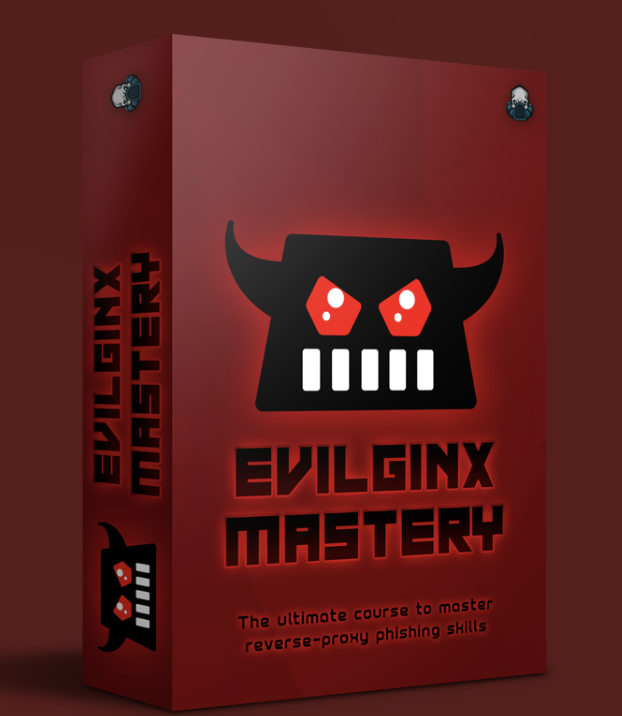 EVILGINX
MASTERY
EVILGINX
MASTERY
The ultimate course to master
reverse-proxy phishing skills